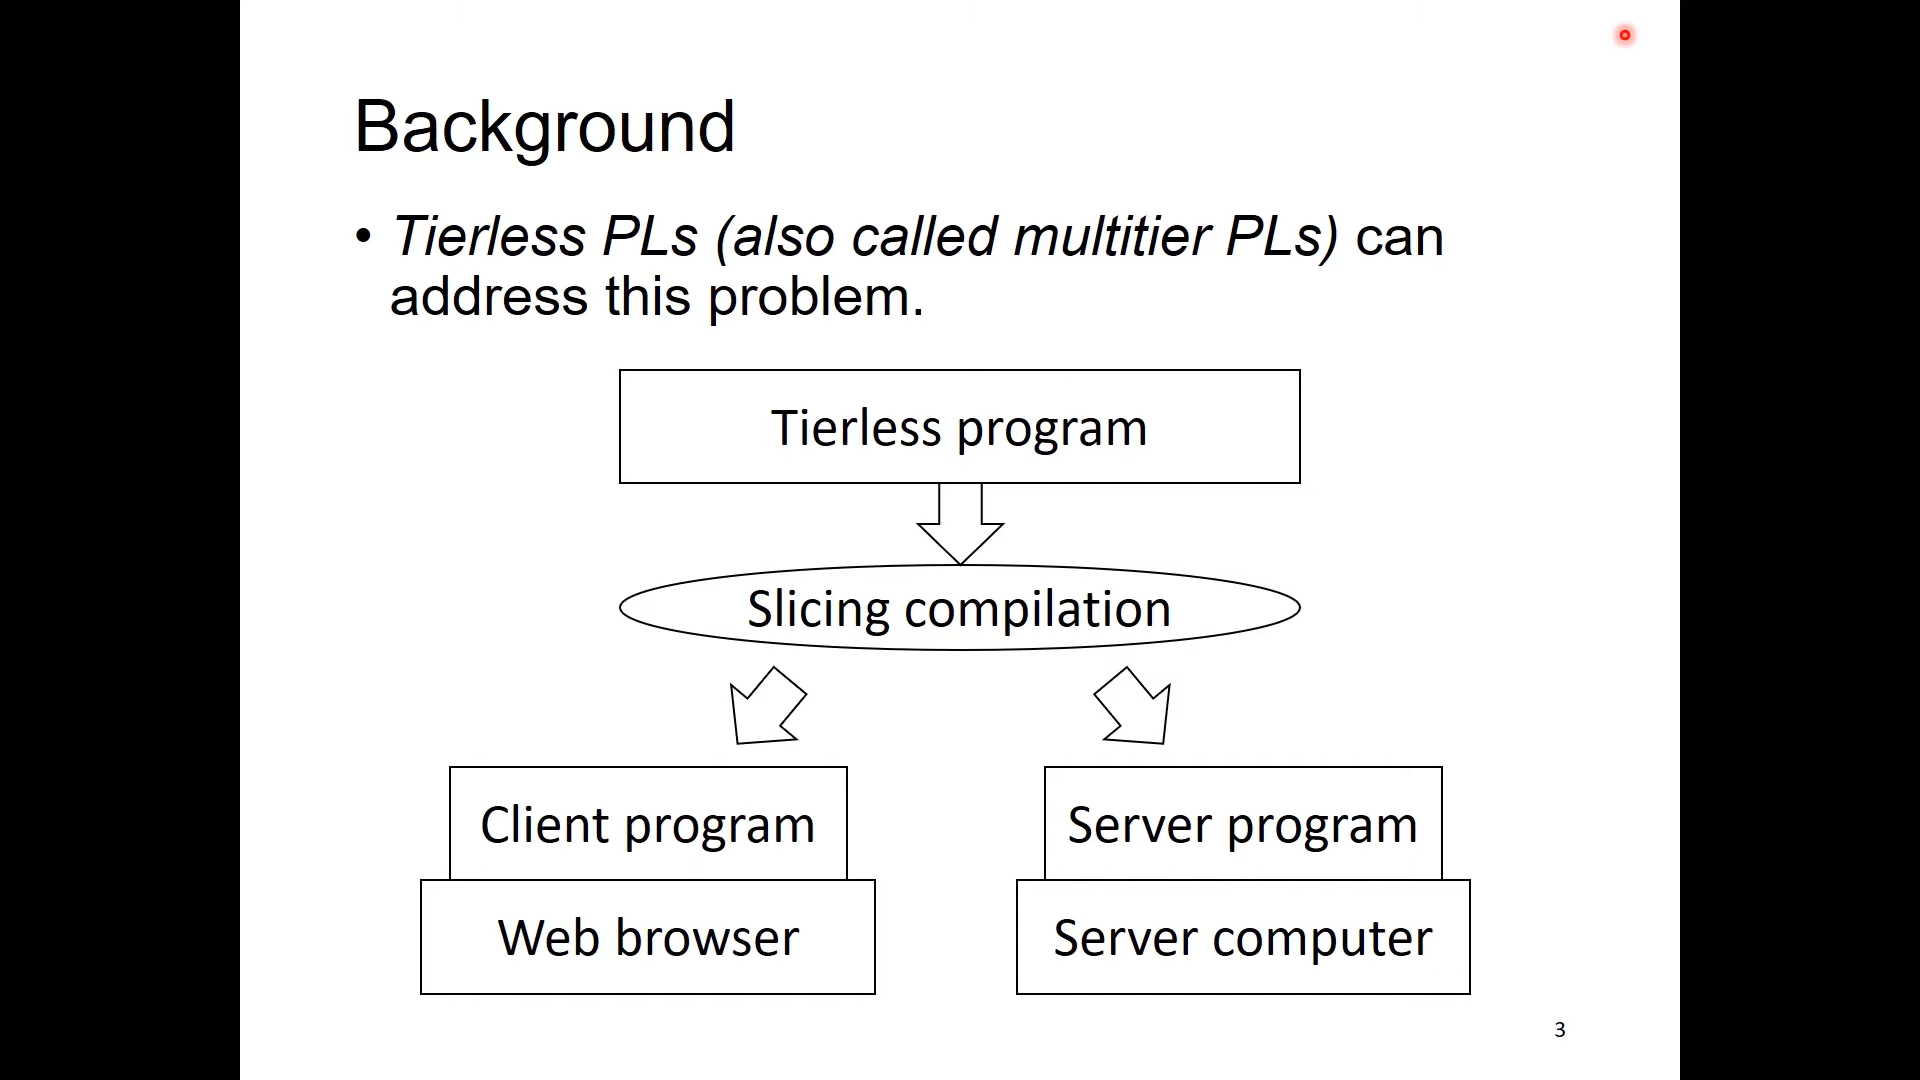 Background
• Tierless PLs (also called multitier PLs) can
address this problem.
Tierless program
Slicing compilation
Client program
Server program
Web browser
Server computer
3